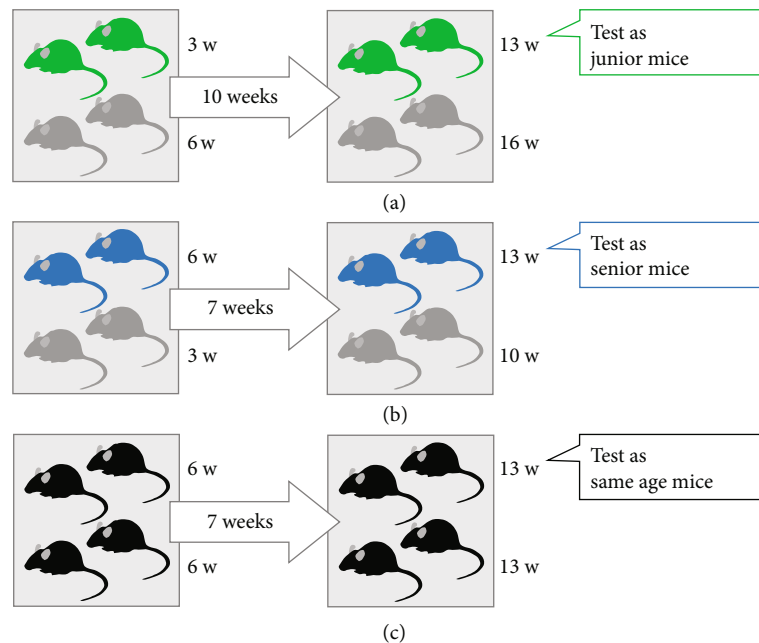 3 w
13 w
Test as
junior mice
10 weeks
6 w
16 w
(a)
6 w
13 w
Test as
senior mice
7 weeks
3 w
10 w
(b)
6 w
13 w
Test as
same age mice
7 weeks
6 w
13 w
(c)